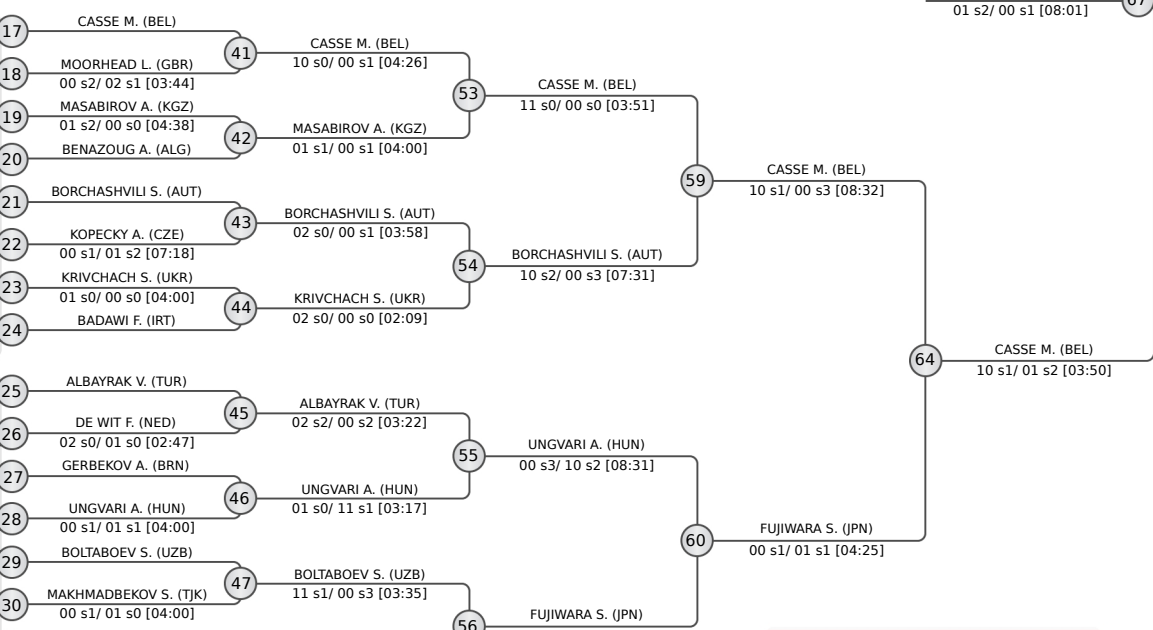 01 s2/ 00 s1 [08:01]
67
17
CASSE M. (BEL)
41
18
MOORHEAD L. (GBR)
00 s2/ 02 s1 [03:44]
CASSE M. (BEL)
10 s0/ 00 s1 [04:26]
53
19
MASABIROV A. (KGZ)
01 s2/ 00 s0 [04:38]
42
20
BENAZOUG A. (ALG)
MASABIROV A. (KGZ)
01 s1/ 00 s1 [04:00]
CASSE M. (BEL)
11 s0/ 00 s0 [03:51]
59
21
BORCHASHVILI S. (AUT)
43
22
KOPECKY A. (CZE)
00 s1/ 01 s2 [07:18]
BORCHASHVILI S. (AUT)
02 s0/ 00 s1 [03:58]
54
23
KRIVCHACH S. (UKR)
01 s0/ 00 s0 [04:00]
44
24
BADAWI F. (IRT)
KRIVCHACH S. (UKR)
02 s0/ 00 s0 [02:09]
BORCHASHVILI S. (AUT)
10 s2/ 00 s3 [07:31]
CASSE M. (BEL)
10 s1/ 00 s3 [08:32]
64
CASSE M. (BEL)
10 s1/ 01 s2 [03:50]
25
ALBAYRAK V. (TUR)
45
26
DE WIT F. (NED)
02 s0/ 01 s0 [02:47]
ALBAYRAK V. (TUR)
02 s2/ 00 s2 [03:22]
55
27
GERBEKOV A. (BRN)
46
28
UNGVARI A. (HUN)
00 s1/ 01 s1 [04:00]
UNGVARI A. (HUN)
01 s0/ 11 s1 [03:17]
UNGVARI A. (HUN)
00 s3/ 10 s2 [08:31]
60
FUJIWARA S. (JPN)
00 s1/ 01 s1 [04:25]
29
BOLTABOEV S. (UZB)
47
30
MAKHMADBEKOV S. (TJK)
00 s1/ 01 s0 [04:00]
BOLTABOEV S. (UZB)
11 s1/ 00 s3 [03:35]
56
FUJIWARA S. (JPN)